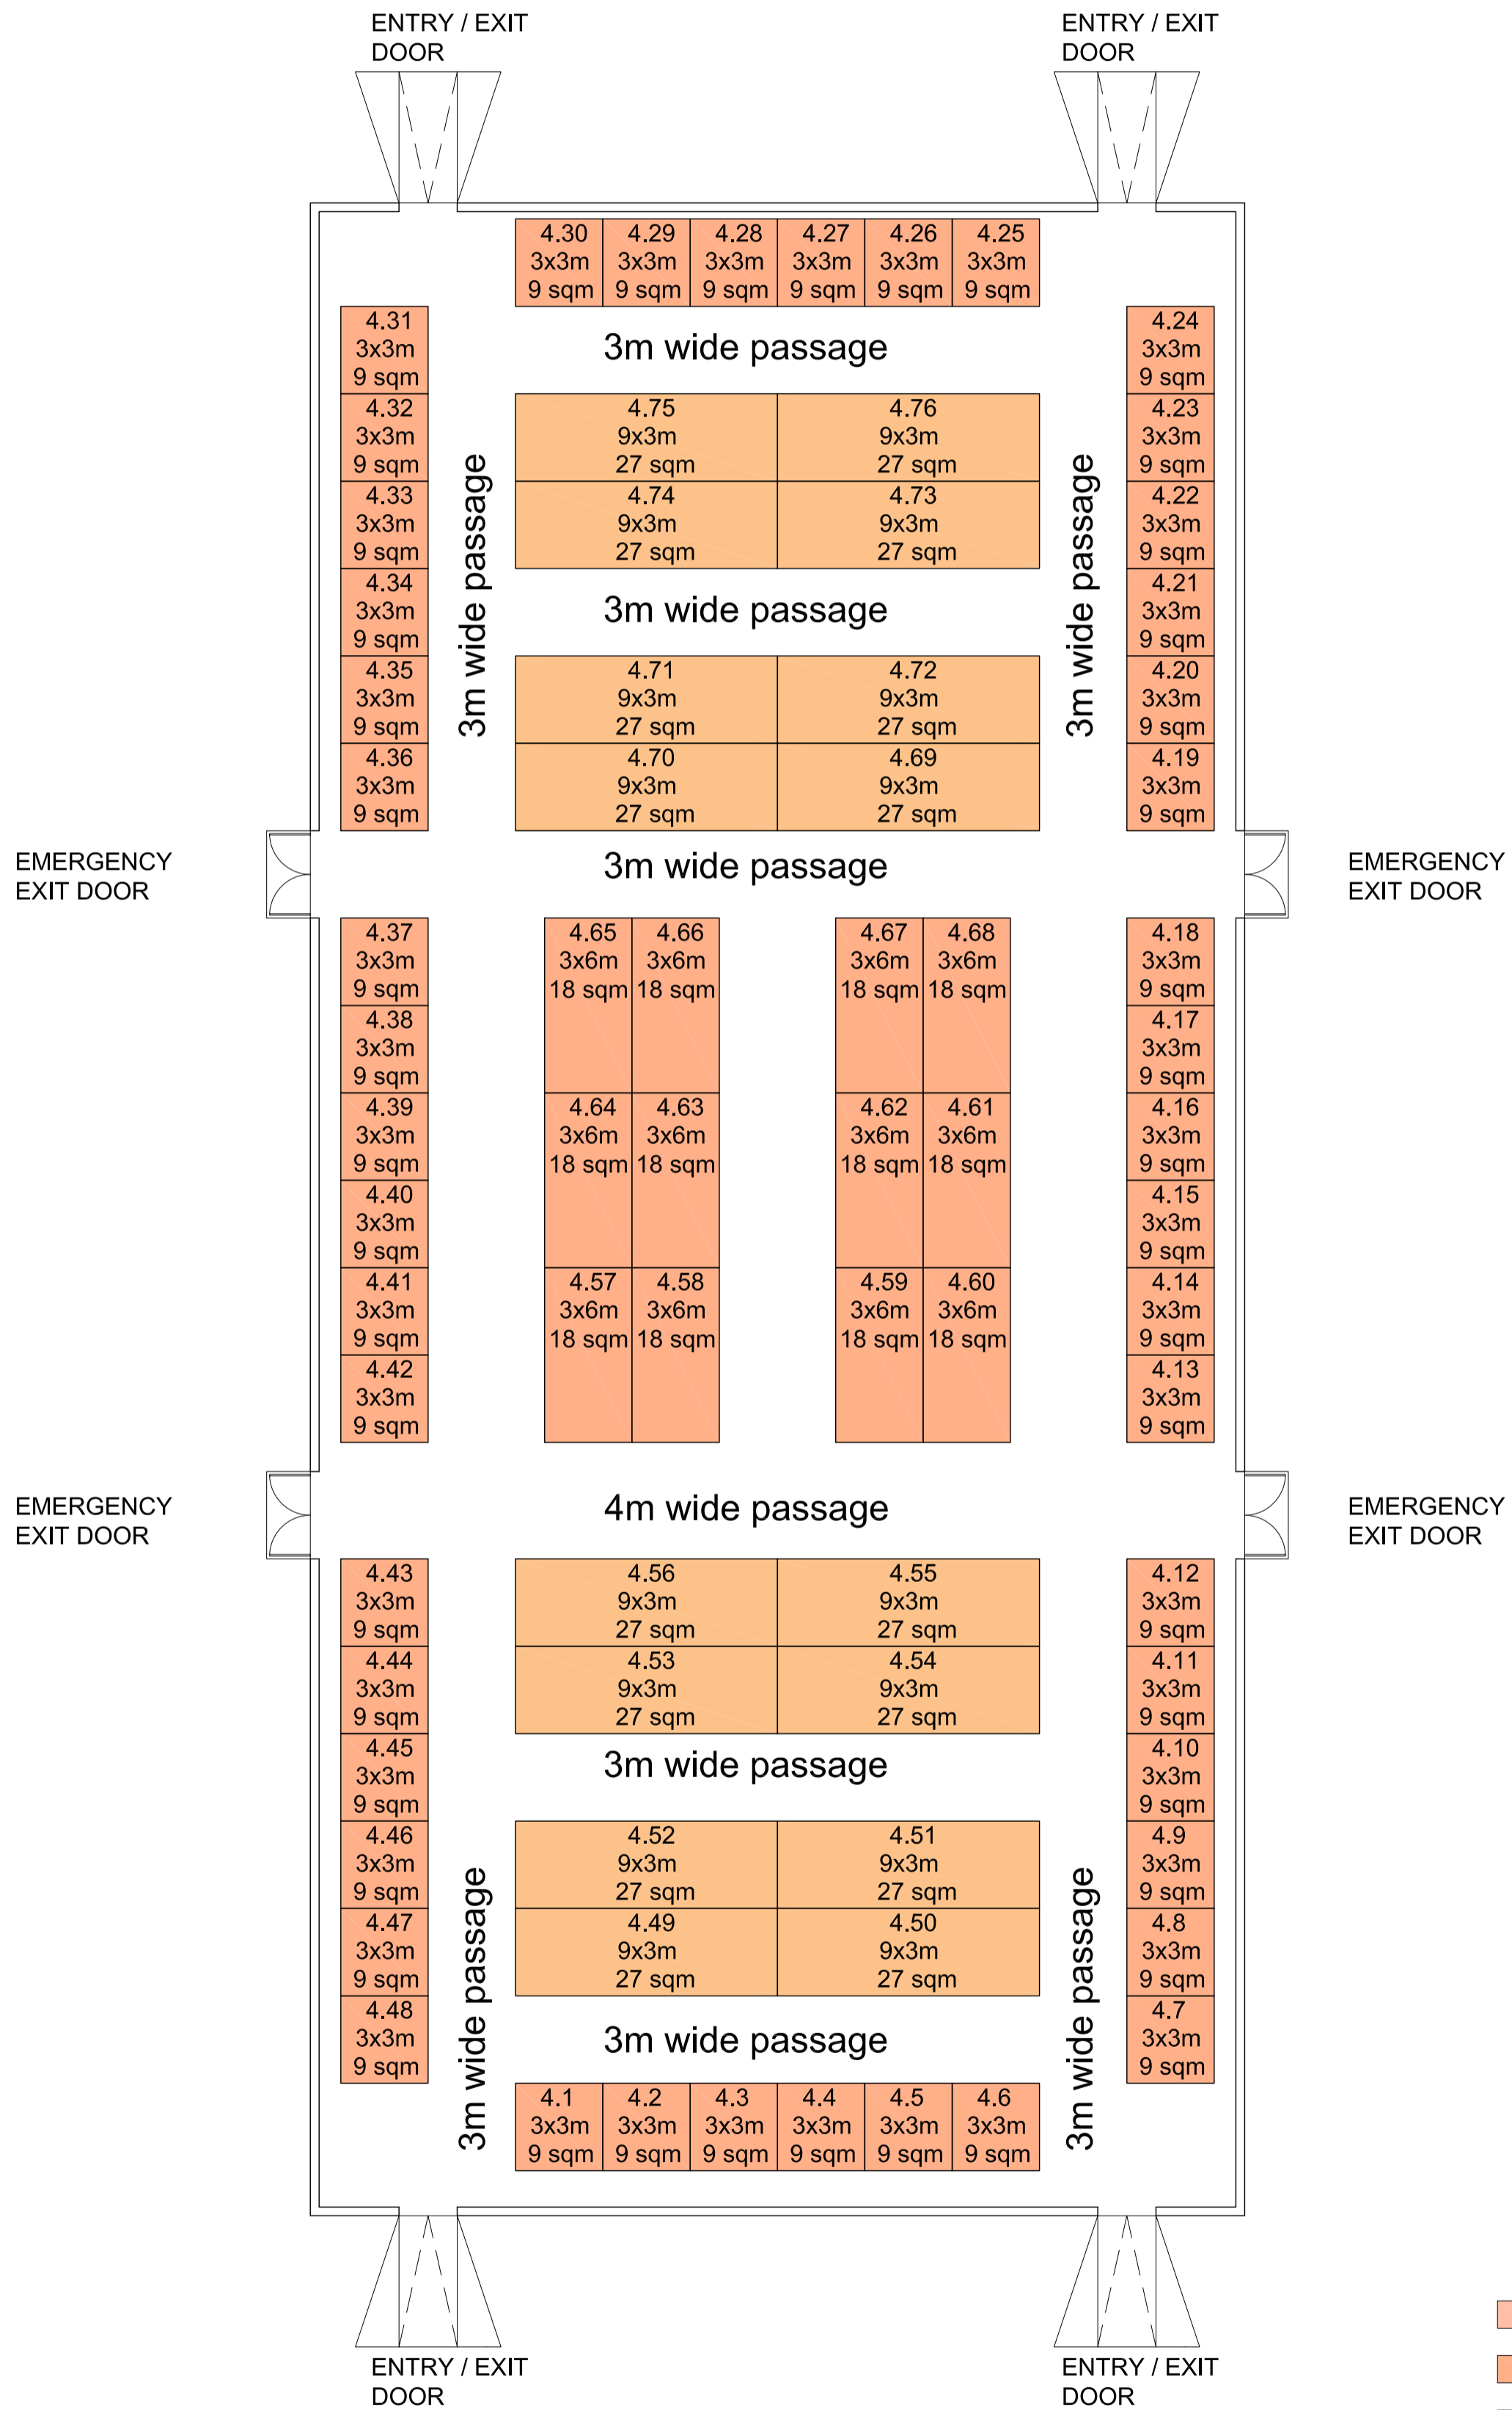 ENTRY / EXIT
DOOR
ENTRY / EXIT
DOOR
4.30
3x3m
9 sqm
4.29
3x3m
9 sqm
4.28
3x3m
9 sqm
4.27
3x3m
9 sqm
4.26
3x3m
9 sqm
4.25
3x3m
9 sqm
4.31
3x3m
9 sqm
4.32
3x3m
9 sqm
4.33
3x3m
9 sqm
4.34
3x3m
9 sqm
4.35
3x3m
9 sqm
4.36
3x3m
9 sqm
3m wide passage
3m wide passage
4.75
9x3m
27 sqm
4.76
9x3m
27 sqm
4.74
9x3m
27 sqm
4.73
9x3m
27 sqm
3m wide passage
4.71
9x3m
27 sqm
4.72
9x3m
27 sqm
4.70
9x3m
27 sqm
4.69
9x3m
27 sqm
3m wide passage
4.24
3x3m
9 sqm
4.23
3x3m
9 sqm
4.22
3x3m
9 sqm
4.21
3x3m
9 sqm
4.20
3x3m
9 sqm
4.19
3x3m
9 sqm
EMERGENCY
EXIT DOOR
3m wide passage
EMERGENCY
EXIT DOOR
4.37
3x3m
9 sqm
4.38
3x3m
9 sqm
4.39
3x3m
9 sqm
4.40
3x3m
9 sqm
4.41
3x3m
9 sqm
4.42
3x3m
9 sqm
4.65
3x6m
18 sqm
4.66
3x6m
18 sqm
4.67
3x6m
18 sqm
4.68
3x6m
18 sqm
4.64
3x6m
18 sqm
4.63
3x6m
18 sqm
4.62
3x6m
18 sqm
4.61
3x6m
18 sqm
4.57
3x6m
18 sqm
4.58
3x6m
18 sqm
4.59
3x6m
18 sqm
4.60
3x6m
18 sqm
4.18
3x3m
9 sqm
4.17
3x3m
9 sqm
4.16
3x3m
9 sqm
4.15
3x3m
9 sqm
4.14
3x3m
9 sqm
4.13
3x3m
9 sqm
EMERGENCY
EXIT DOOR
4m wide passage
EMERGENCY
EXIT DOOR
4.43
3x3m
9 sqm
4.44
3x3m
9 sqm
4.45
3x3m
9 sqm
4.46
3x3m
9 sqm
4.47
3x3m
9 sqm
4.48
3x3m
9 sqm
3m wide passage
4.56
9x3m
27 sqm
4.55
9x3m
27 sqm
4.53
9x3m
27 sqm
4.54
9x3m
27 sqm
3m wide passage
4.52
9x3m
27 sqm
4.51
9x3m
27 sqm
4.49
9x3m
27 sqm
4.50
9x3m
27 sqm
3m wide passage
3m wide passage
4.12
3x3m
9 sqm
4.11
3x3m
9 sqm
4.10
3x3m
9 sqm
4.9
3x3m
9 sqm
4.8
3x3m
9 sqm
4.7
3x3m
9 sqm
4.1
3x3m
9 sqm
4.2
3x3m
9 sqm
4.3
3x3m
9 sqm
4.4
3x3m
9 sqm
4.5
3x3m
9 sqm
4.6
3x3m
9 sqm
ENTRY / EXIT
DOOR
ENTRY / EXIT
DOOR